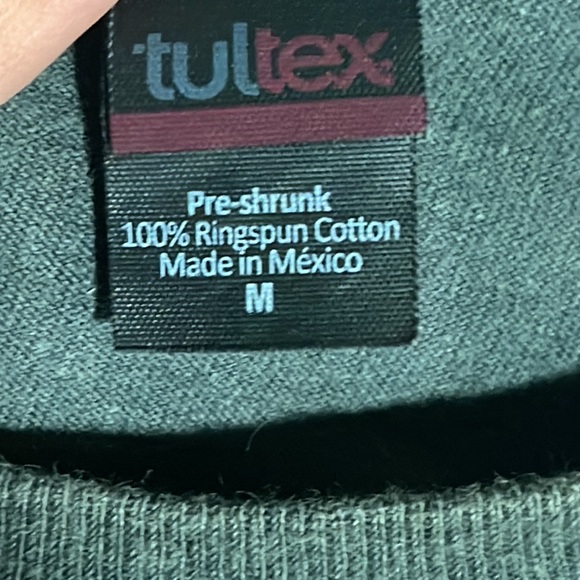 tultex
Pre-shrunk
100% Ringspun Cotton
Made in México
M